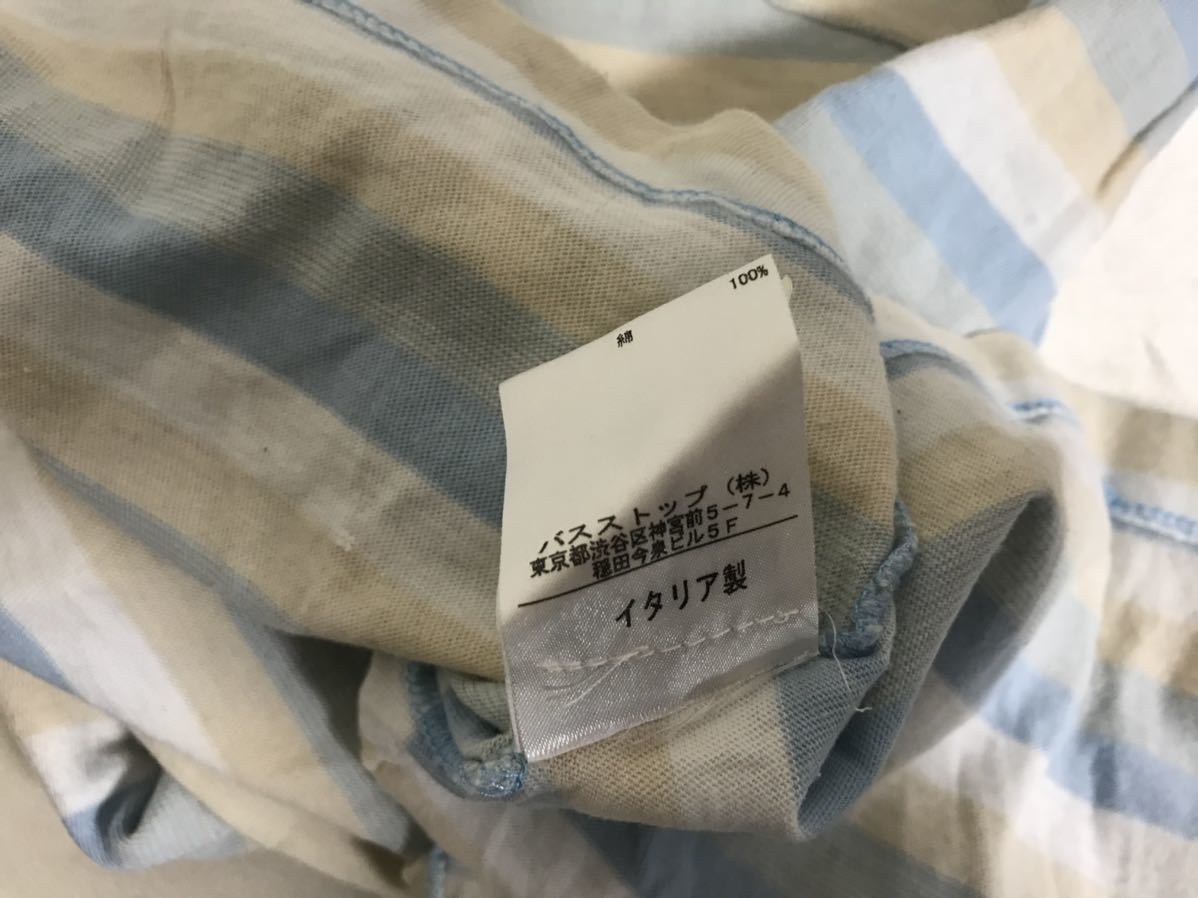 綿 100%
バスストップ (株)
東京都渋谷区神宮前5-7-4
穏田今泉ビル5F
イタリア製